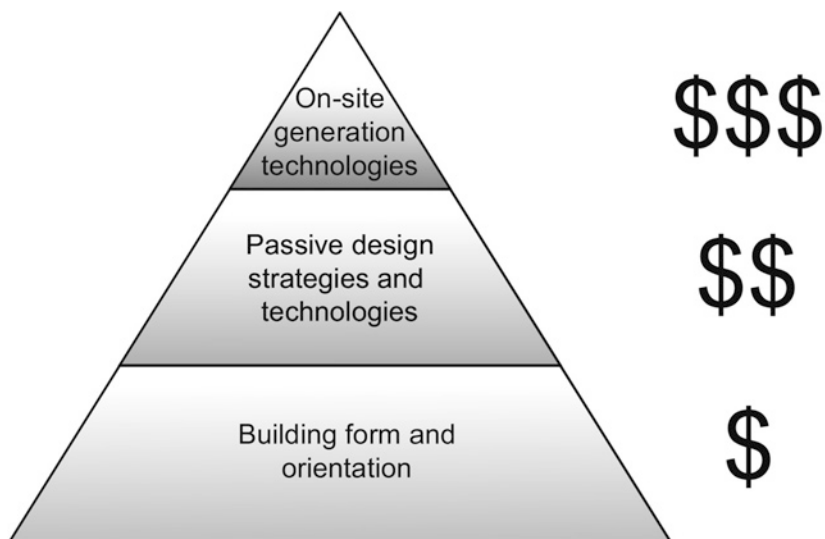 On-site
generation
technologies
$$$
Passive design
strategies and
technologies
$$
Building form and
orientation
$